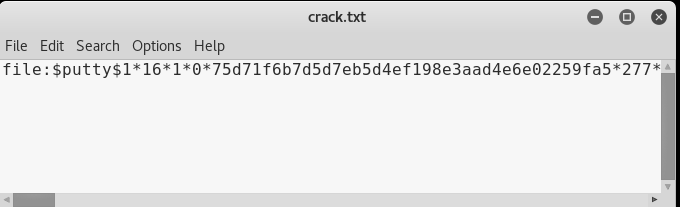 crack.txt
File Edit Search Options Help
file:$putty$1*16*1*0*75d71f6b7d5d7eb5d4ef198e3aad4e6e02259fa5*277*